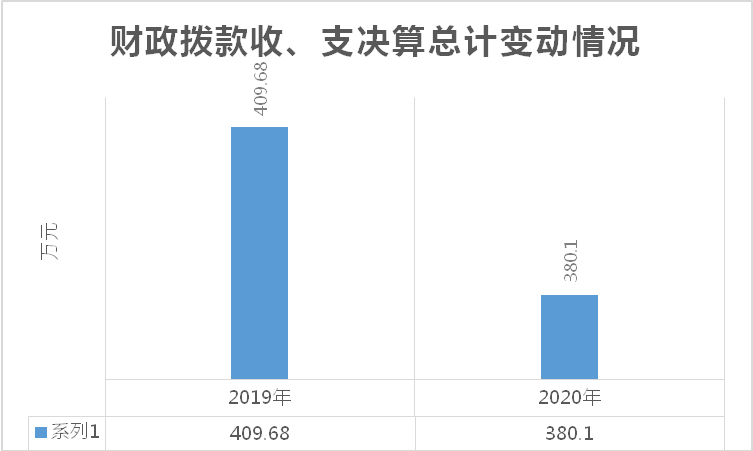 财政拨款收、支决算总计变动情况
409.68
380.1
万元
2019年
2020年
系列1
409.68
380.1